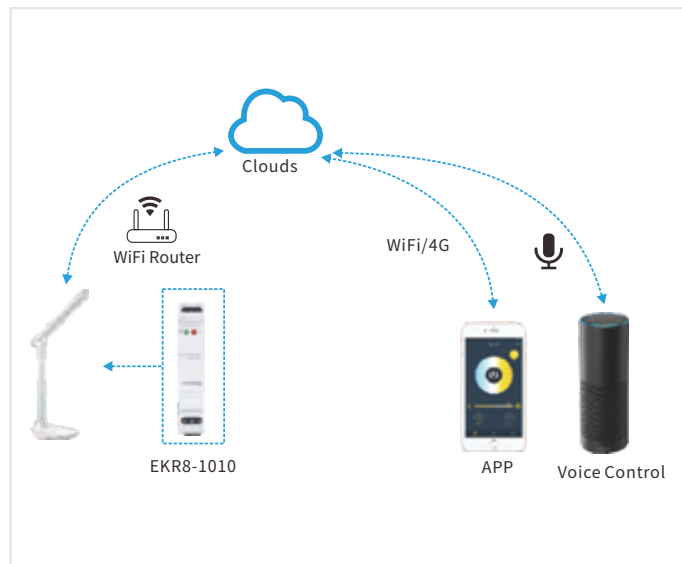 Clouds
WiFi Router
WiFi/4G
EKR8-1010
APP
Voice Control